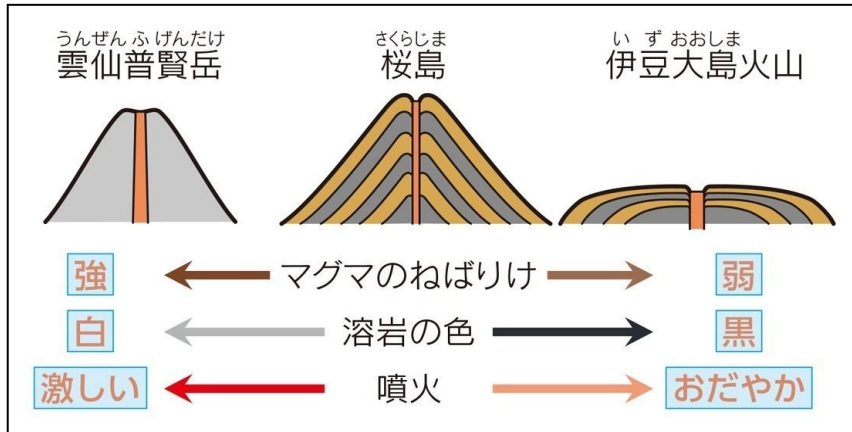 うんぜんふげんだけ
雲仙普賢岳
さくらじま
桜島
いずおおしま
伊豆大島火山
強 マグマのねばりけ 弱
白 溶岩の色 黒
激しい 噴火 おだやか